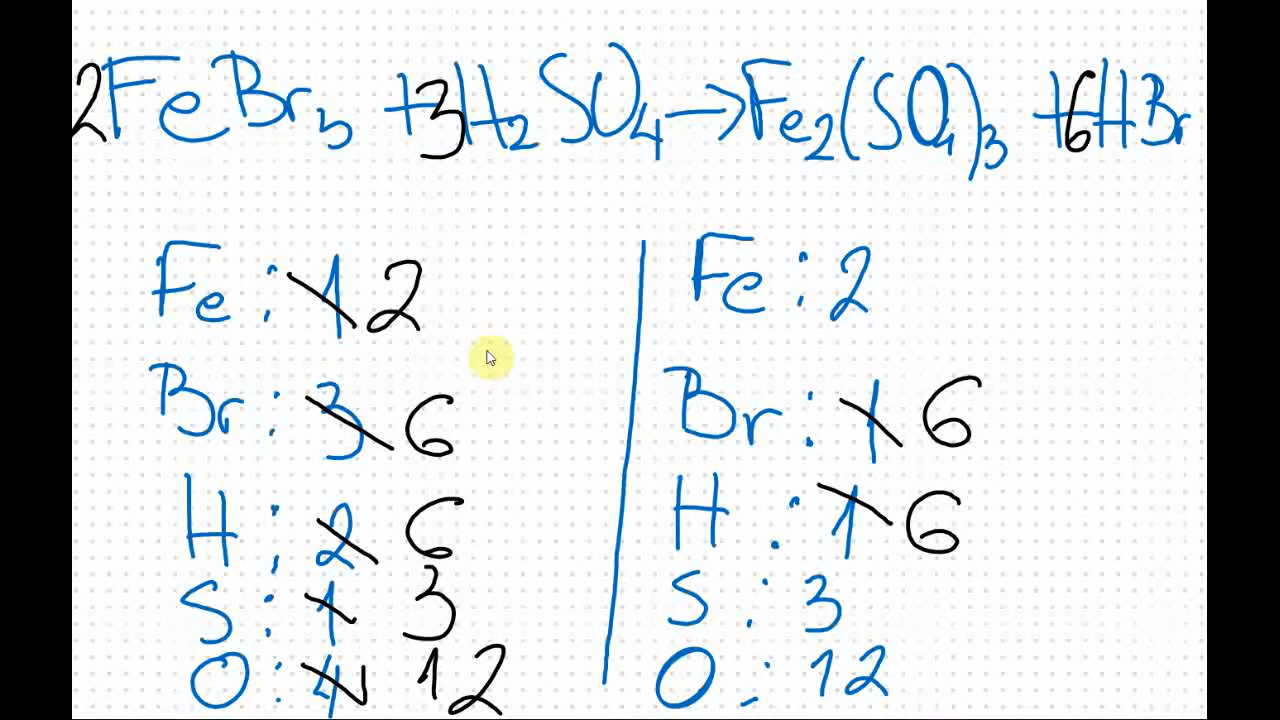 2FeBr₃ + 3H₂SO₄ → Fe₂(SO₄)₃ + 6HBr
Fe : 1 2 Fe : 2
Br : 3 6 Br : 1 6
H : 2 6 H : 1 6
S : 1 3 S : 3
O : 4 12 O : 12